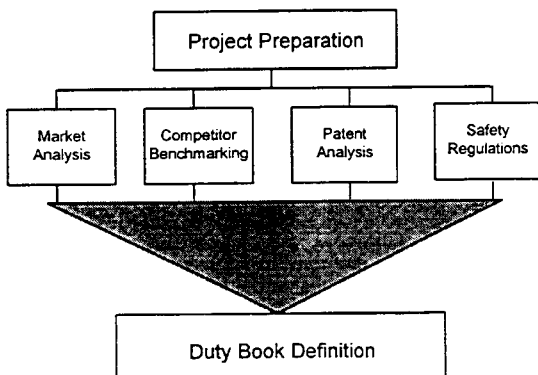 Project Preparation
Market
Analysis
Competitor
Benchmarking
Patent
Analysis
Safety
Regulations
Duty Book Definition